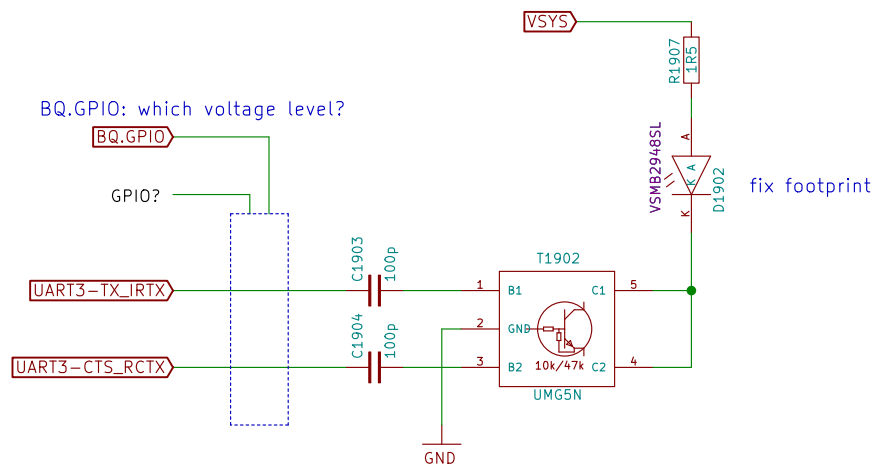 VSYS
R1907
1R5
BQ.GPIO: which voltage level?
BQ.GPIO
GPIO?
A
VSMB2948SL
K A
D1902
fix footprint
K
C1903
100p
T1902
UART3-TX_IRTX
1
B1
C1
5
2
GND
C1904
100p
UART3-CTS_RCTX
3
B2
10k/47k
C2
4
UMG5N
GND